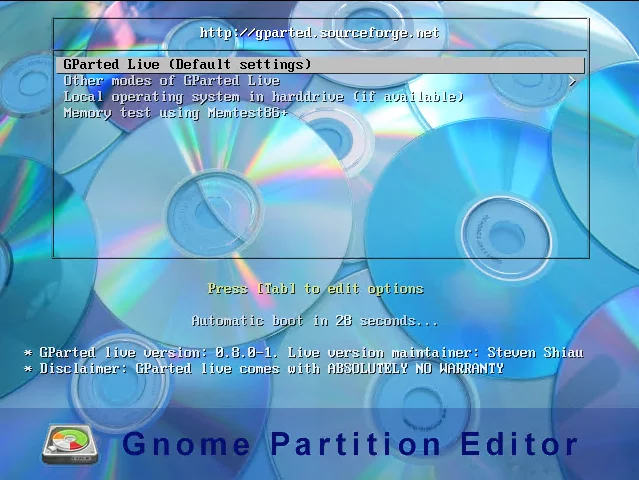 http://gparted.sourceforge.net
GParted Live (Default settings)
Other modes of GParted Live >
Local operating system in harddrive (if available)
Memory test using Memtest86+
Press [Tab] to edit options
Automatic boot in 28 seconds...
* GParted live version: 0.8.0-1. Live version maintainer: Steven Shiau
* Disclaimer: GParted live comes with ABSOLUTELY NO WARRANTY
Gnome Partition Editor